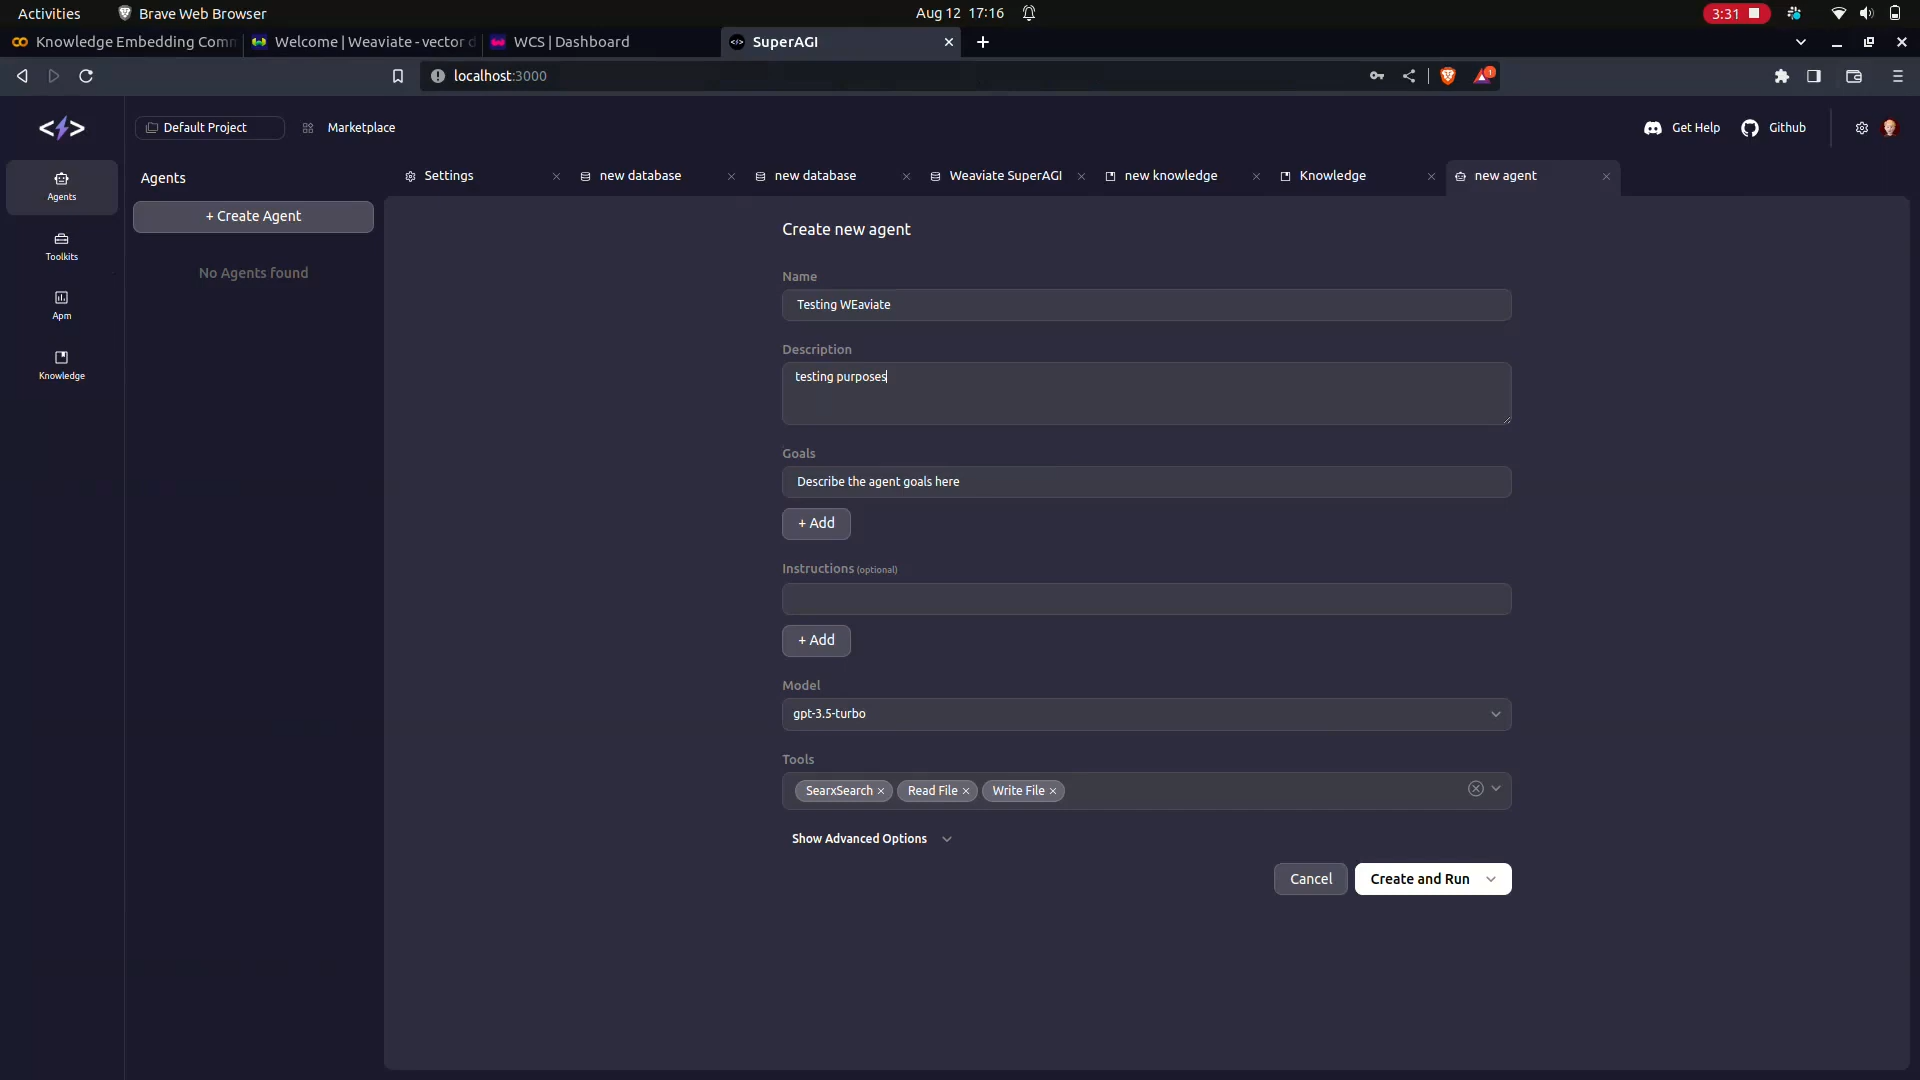 Activities
Brave Web Browser
Aug 12 17:16
3:31
Knowledge Embedding Com
Welcome | Weaviate - vector d
WCS | Dashboard
SuperAGI
localhost:3000
1
Default Project
Marketplace
Get Help
Github
Agents
Toolkits
Apm
Knowledge
Agents
+ Create Agent
No Agents found
Settings
new database
new database
Weaviate SuperAGI
new knowledge
Knowledge
new agent
Create new agent
Name
Testing WEaviate
Description
testing purposes
Goals
Describe the agent goals here
+ Add
Instructions (optional)
+ Add
Model
gpt-3.5-turbo
Tools
SearxSearch
Read File
Write File
Show Advanced Options
Cancel
Create and Run